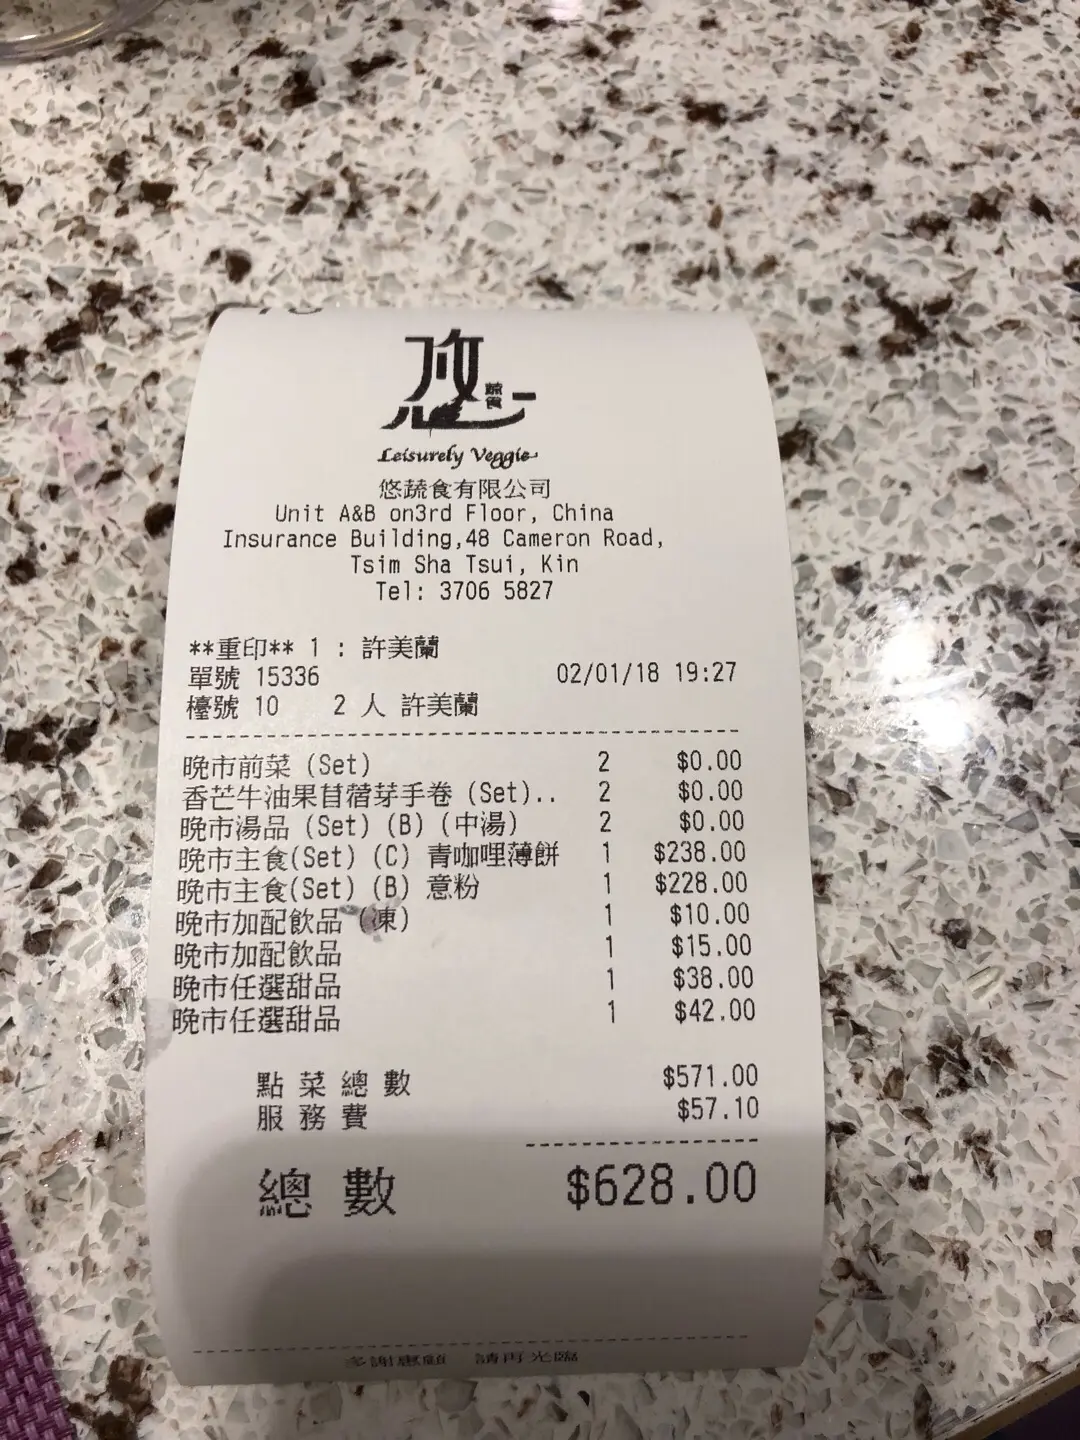 悠
蔬食
Leisurely Veggie
悠蔬食有限公司
Unit A&B on3rd Floor, China
Insurance Building,48 Cameron Road,
Tsim Sha Tsui, Kin
Tel: 3706 5827
**重印** 1 : 許美蘭
單號 15336 02/01/18 19:27
檯號 10 2 人 許美蘭
晚市前菜 (Set) 2 $0.00
香芒牛油果苜蓿芽手卷 (Set).. 2 $0.00
晚市湯品 (Set) (B) (中湯) 2 $0.00
晚市主食(Set) (C) 青咖哩薄餅 1 $238.00
晚市主食(Set) (B) 意粉 1 $228.00
晚市加配飲品 (凍) 1 $10.00
晚市加配飲品 1 $15.00
晚市任選甜品 1 $38.00
晚市任選甜品 1 $42.00
點 菜 總 數 $571.00
服 務 費 $57.10
總 數 $628.00
多謝惠顧 請再光臨